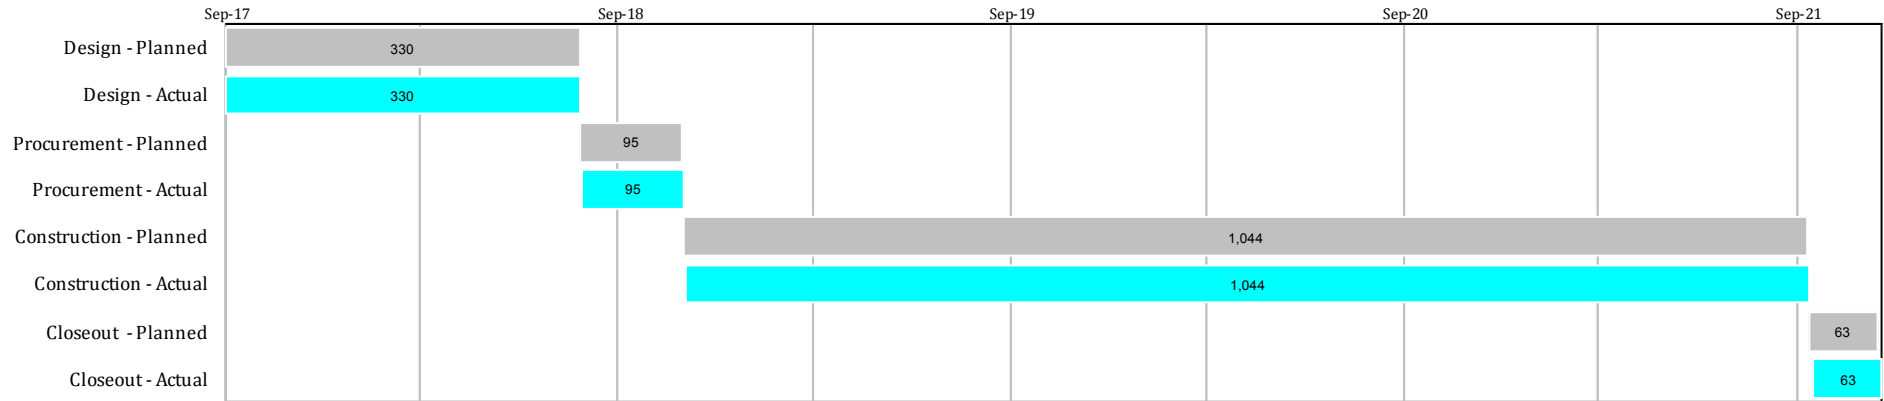 Sep-17 Sep-18 Sep-19 Sep-20 Sep-21
Design - Planned 330
Design - Actual 330
Procurement - Planned 95
Procurement - Actual 95
Construction - Planned 1,044
Construction - Actual 1,044
Closeout - Planned 63
Closeout - Actual 63